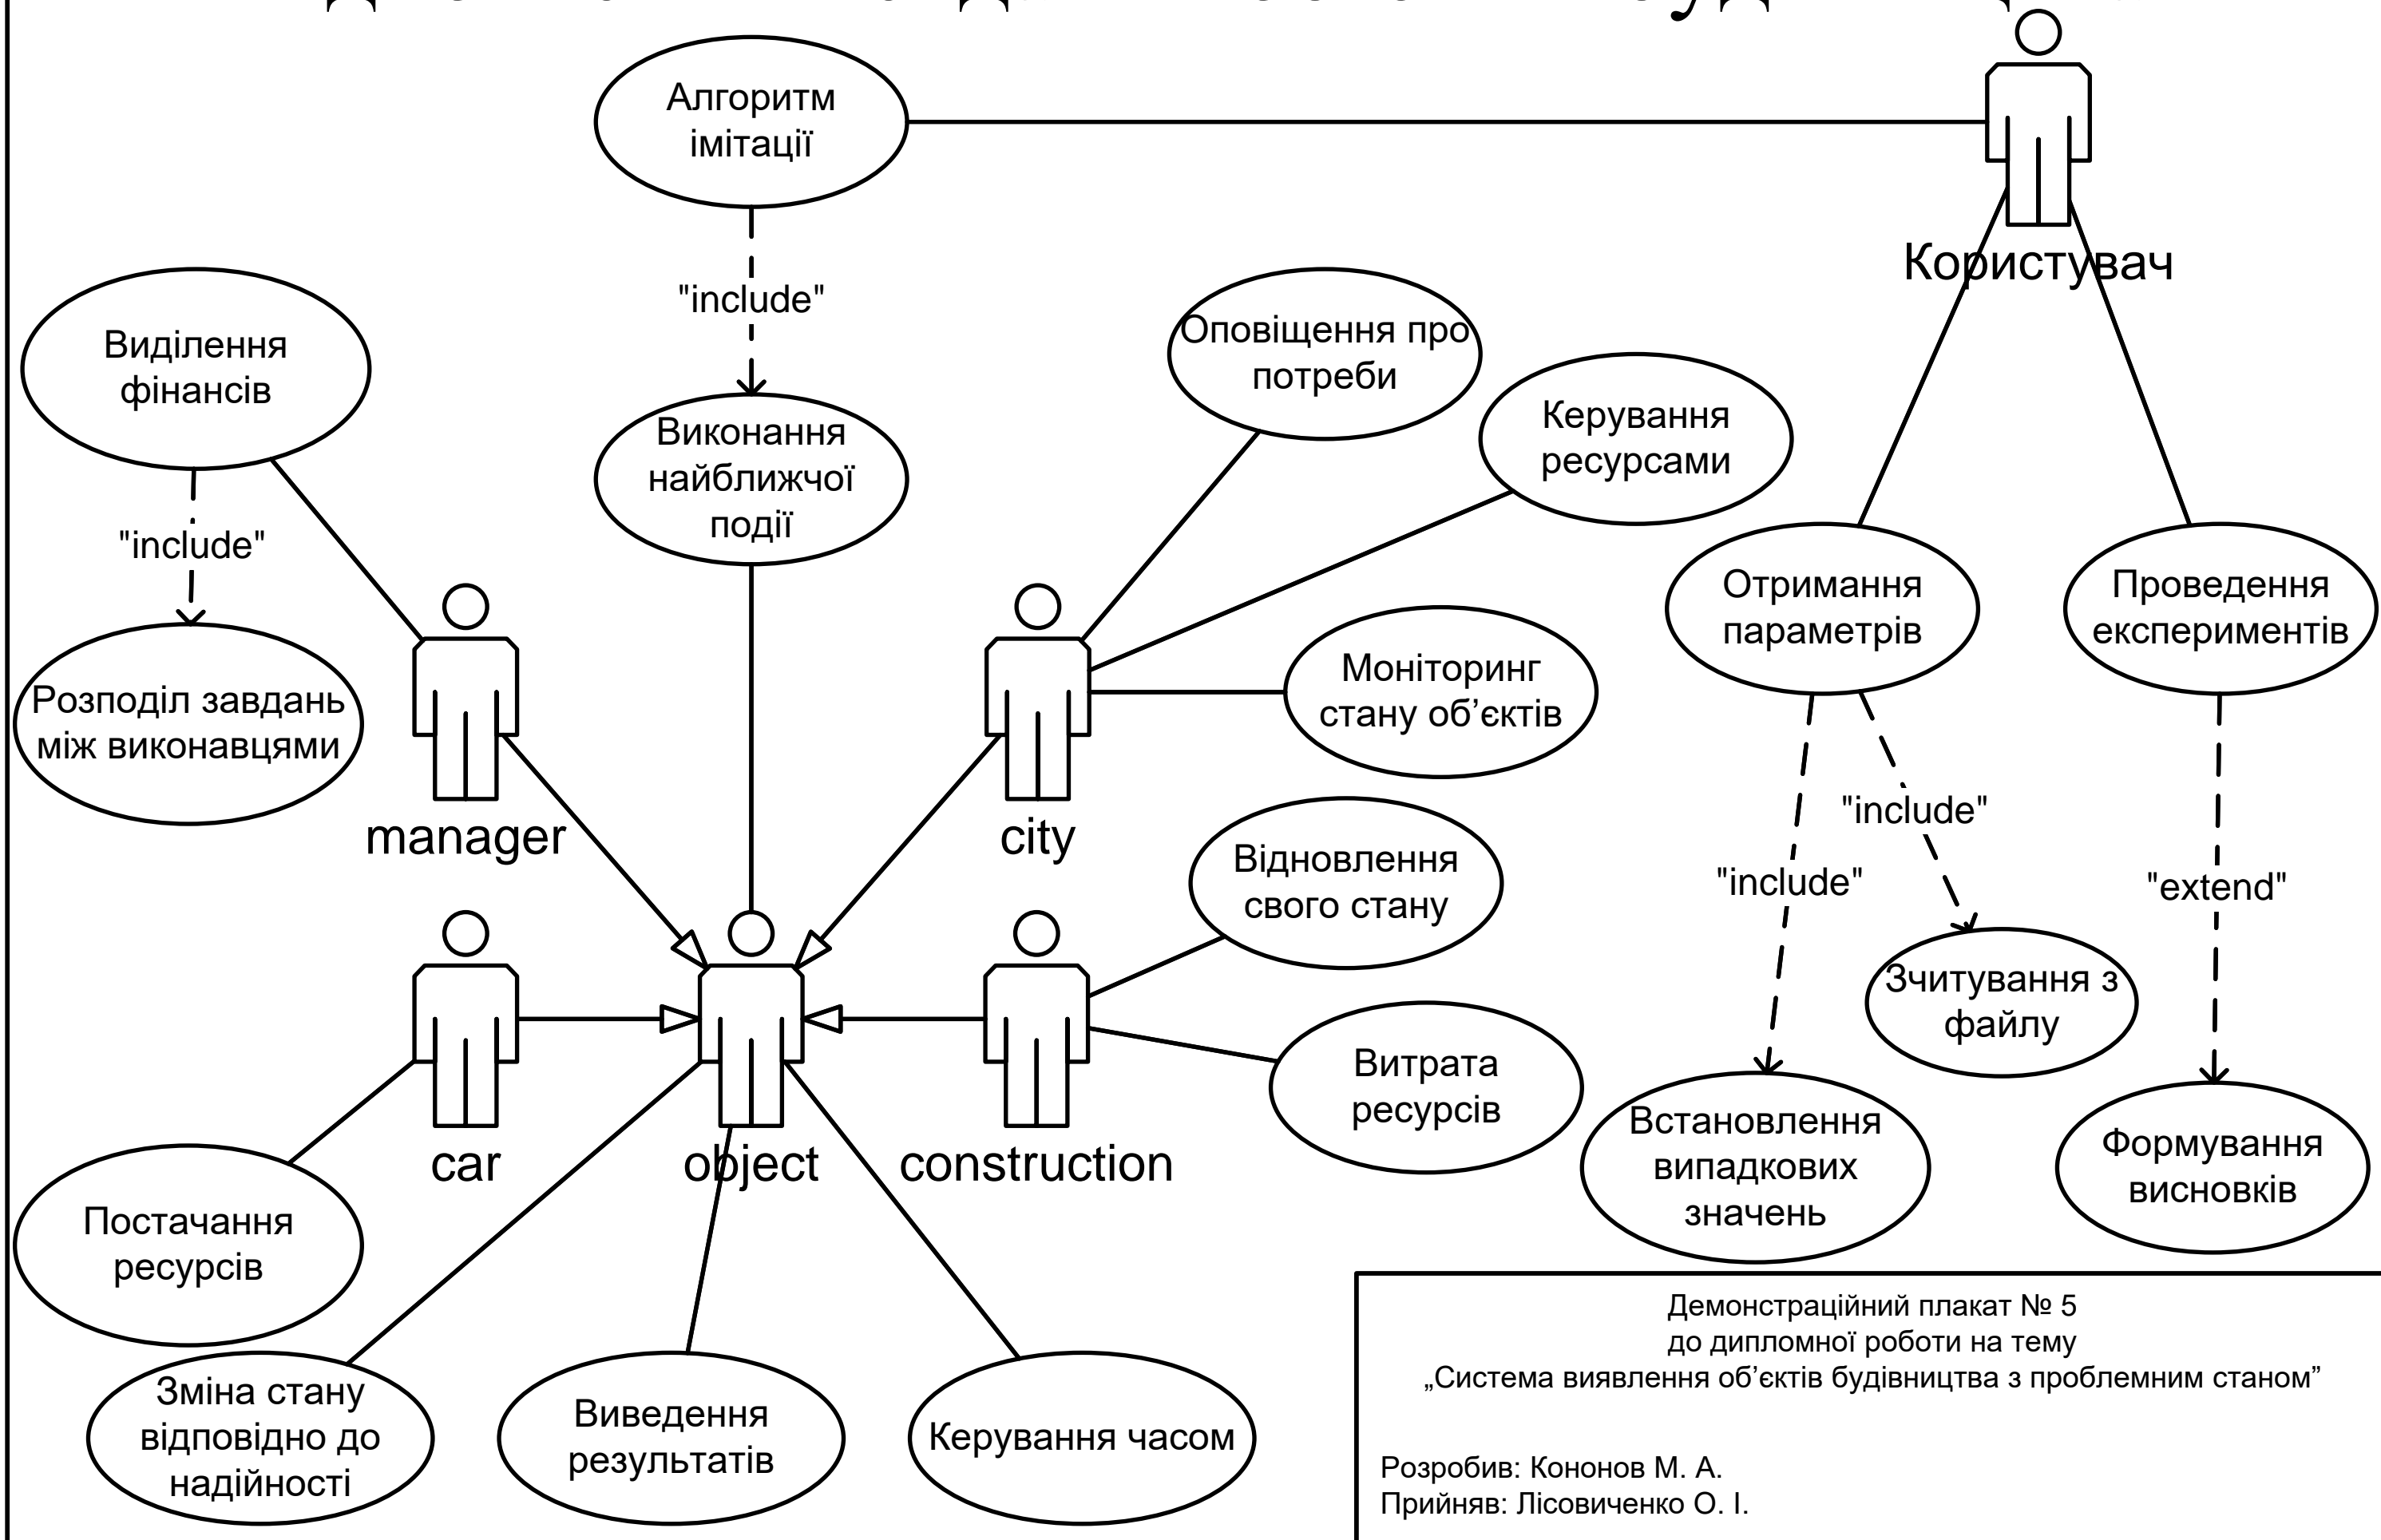 Алгоритм
імітації
Користувач
"include"
Виділення
фінансів
Оповіщення про
потреби
Керування
ресурсами
Виконання
найближчої
події
"include"
Отримання
параметрів
Проведення
експериментів
Розподіл завдань
між виконавцями
Моніторинг
стану об’єктів
manager
city
"include"
"include"
"extend"
Відновлення
свого стану
Зчитування з
файлу
Витрата
ресурсів
Встановлення
випадкових
значень
Формування
висновків
car
object
construction
Постачання
ресурсів
Зміна стану
відповідно до
надійності
Виведення
результатів
Керування часом
Демонстраційний плакат № 5
до дипломної роботи на тему
„Система виявлення об’єктів будівництва з проблемним станом”
Розробив: Кононов М. А.
Прийняв: Лісовиченко О. І.